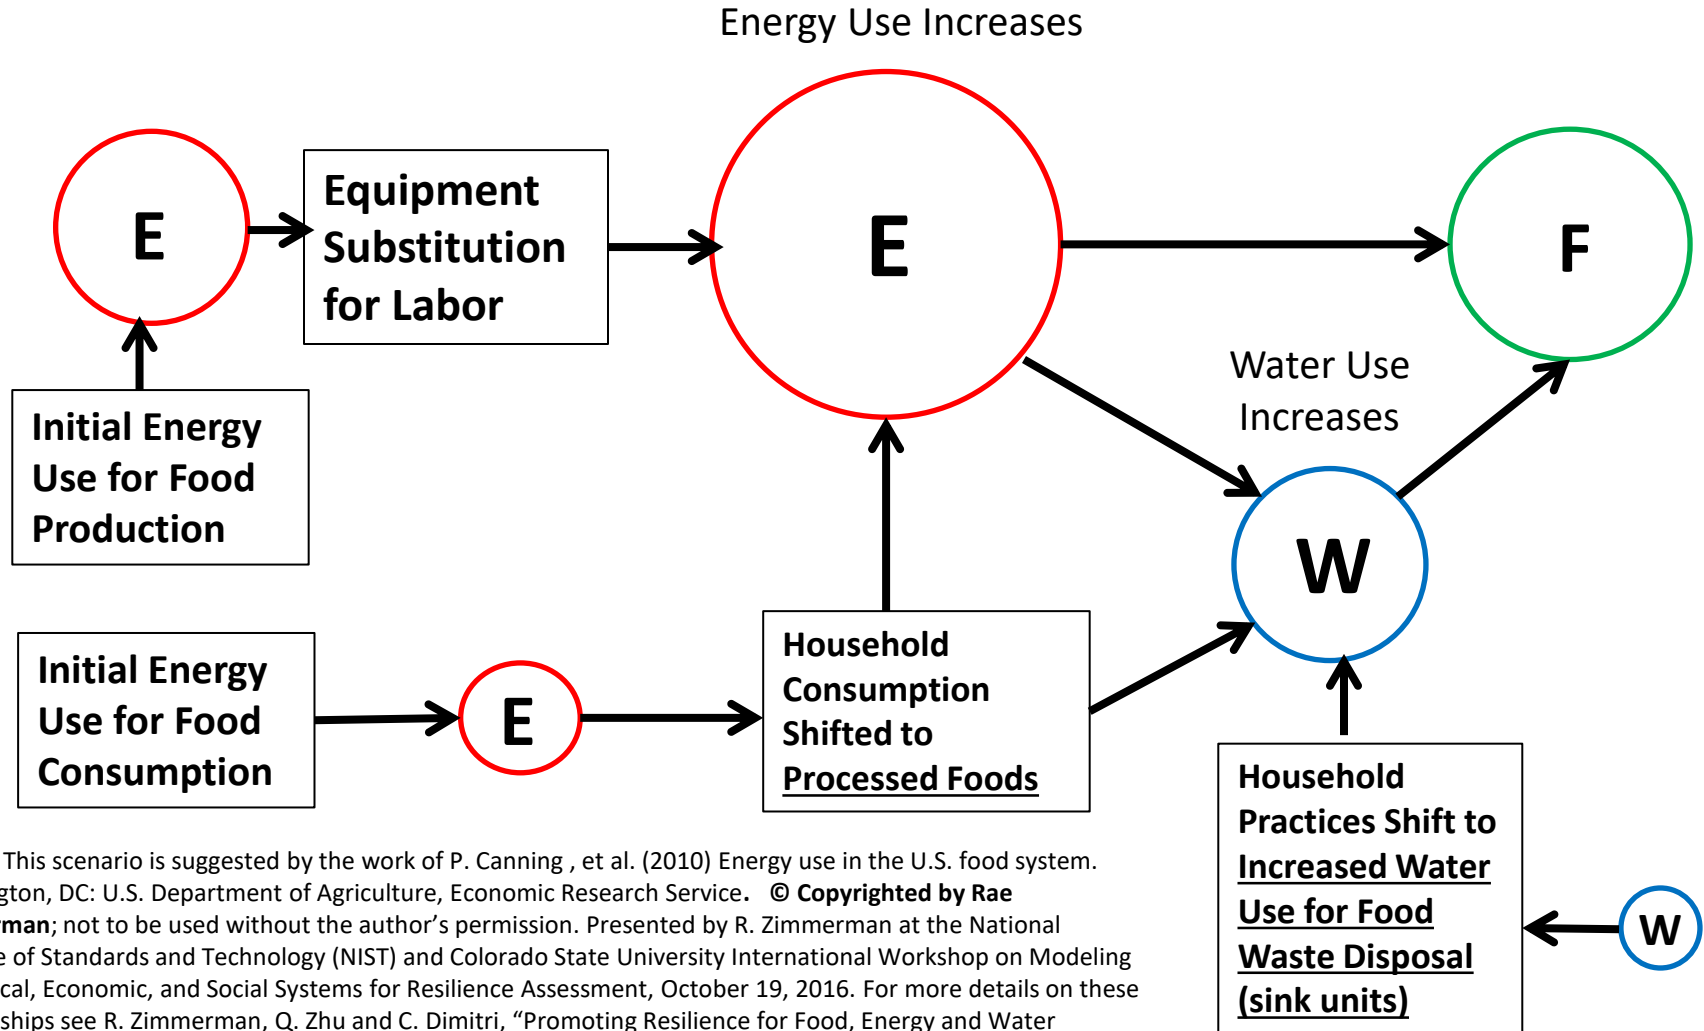 Energy Use Increases
E
Equipment
Substitution
for Labor
E
F
Water Use
Increases
Initial Energy
Use for Food
Production
W
Initial Energy
Use for Food
Consumption
E
Household
Consumption
Shifted to
Processed Foods
Household
Practices Shift to
Increased Water
Use for Food
Waste Disposal
(sink units)
W
This scenario is suggested by the work of P. Canning , et al. (2010) Energy use in the U.S. food system.
gton, DC: U.S. Department of Agriculture, Economic Research Service. © Copyrighted by Rae
rman; not to be used without the author’s permission. Presented by R. Zimmerman at the National
e of Standards and Technology (NIST) and Colorado State University International Workshop on Modeling
cal, Economic, and Social Systems for Resilience Assessment, October 19, 2016. For more details on these
ships see R. Zimmerman, Q. Zhu and C. Dimitri, “Promoting Resilience for Food, Energy and Water